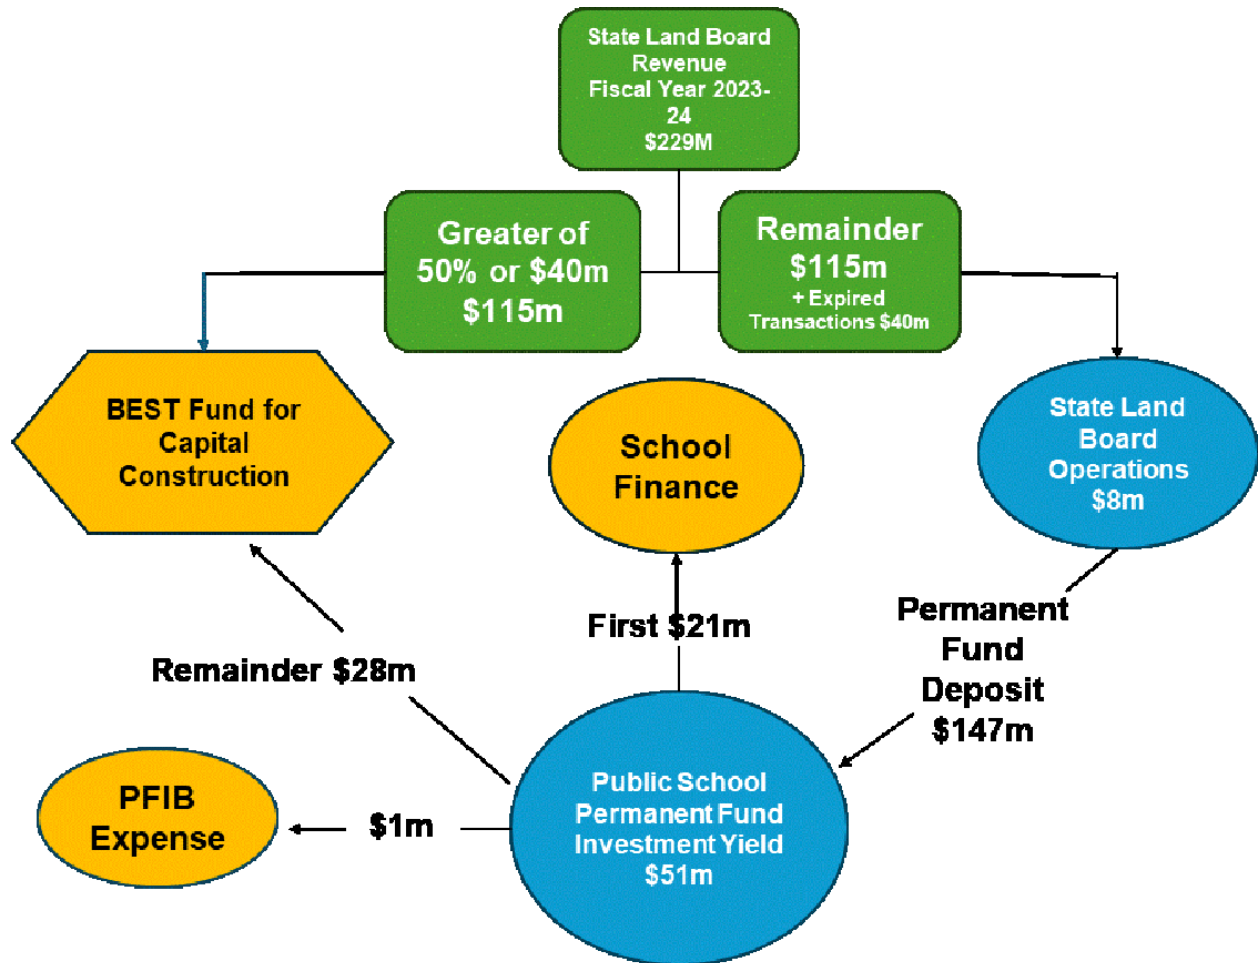 State Land Board
Revenue
Fiscal Year 2023-
24
$229M
Greater of
50% or $40m
$115m
Remainder
$115m
+ Expired
Transactions $40m
BEST Fund for
Capital
Construction
School
Finance
State Land
Board
Operations
$8m
First $21m
Permanent
Fund
Deposit
$147m
Remainder $28m
PFIB
Expense
$1m
Public School
Permanent Fund
Investment Yield
$51m